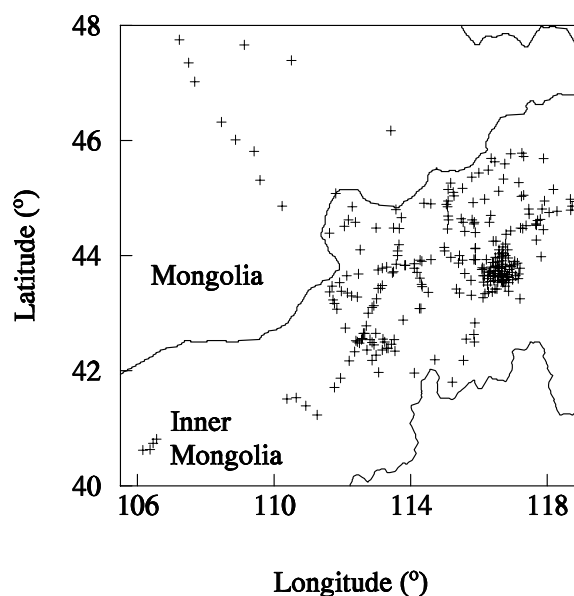 48
46
44
42
40
Latitude (º)
Mongolia
Inner
Mongolia
106
110
114
118
Longitude (º)